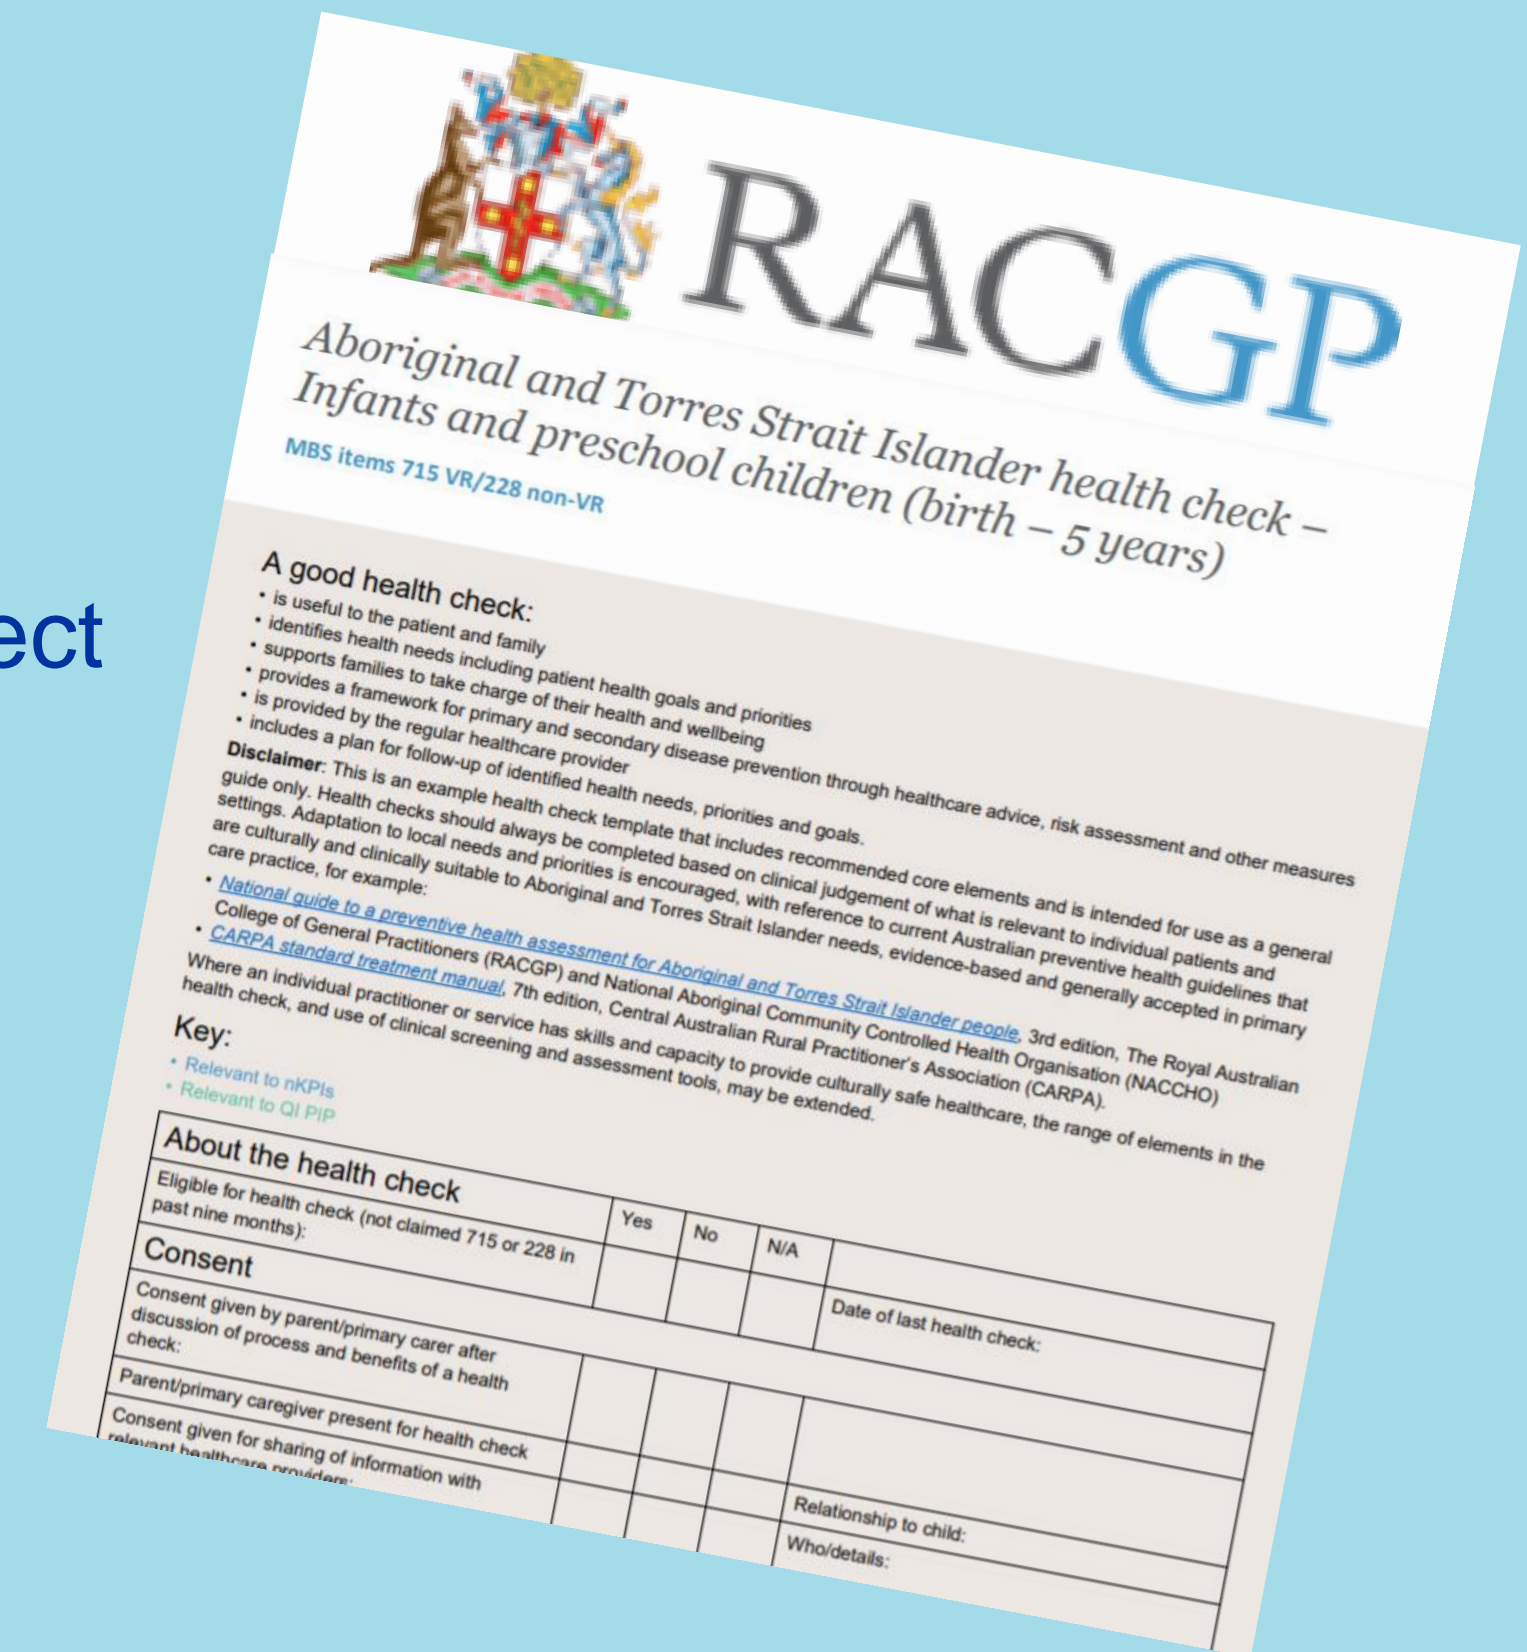 ect
RACGP
Aboriginal and Torres Strait Islander health check –
Infants and preschool children (birth – 5 years)
MBS items 715 VR/228 non-VR
A good health check:
• is useful to the patient and family
• identifies health needs including patient health goals and priorities
• supports families to take charge of their health and wellbeing
• provides a framework for primary and secondary disease prevention through healthcare advice, risk assessment and other measures
• is provided by the regular healthcare provider
• includes a plan for follow-up of identified health needs, priorities and goals.
Disclaimer: This is an example health check template that includes recommended core elements and is intended for use as a general
guide only. Health checks should always be completed based on clinical judgement of what is relevant to individual patients and
settings. Adaptation to local needs and priorities is encouraged, with reference to current Australian preventive health guidelines that
are culturally and clinically suitable to Aboriginal and Torres Strait Islander needs, evidence-based and generally accepted in primary
care practice, for example:
• National guide to a preventive health assessment for Aboriginal and Torres Strait Islander people, 3rd edition, The Royal Australian
College of General Practitioners (RACGP) and National Aboriginal Community Controlled Health Organisation (NACCHO)
• CARPA standard treatment manual, 7th edition, Central Australian Rural Practitioner's Association (CARPA).
Where an individual practitioner or service has skills and capacity to provide culturally safe healthcare, the range of elements in the
health check, and use of clinical screening and assessment tools, may be extended.
Key:
• Relevant to nKPIs
• Relevant to QI PIP
About the health check
Yes
No
N/A
Eligible for health check (not claimed 715 or 228 in
past nine months):
Date of last health check:
Consent
Consent given by parent/primary carer after
discussion of process and benefits of a health
check:
Parent/primary caregiver present for health check
Relationship to child:
Consent given for sharing of information with
relevant healthcare providers:
Who/details: